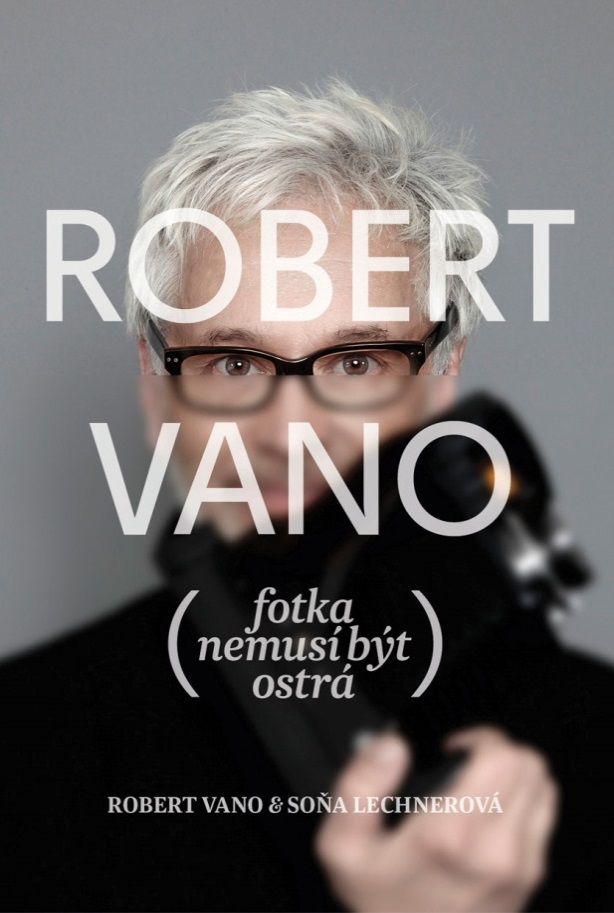 ROBERT
VANO
(fotka
nemusí být
ostrá)
ROBERT VANO & SOŇA LECHNEROVÁ